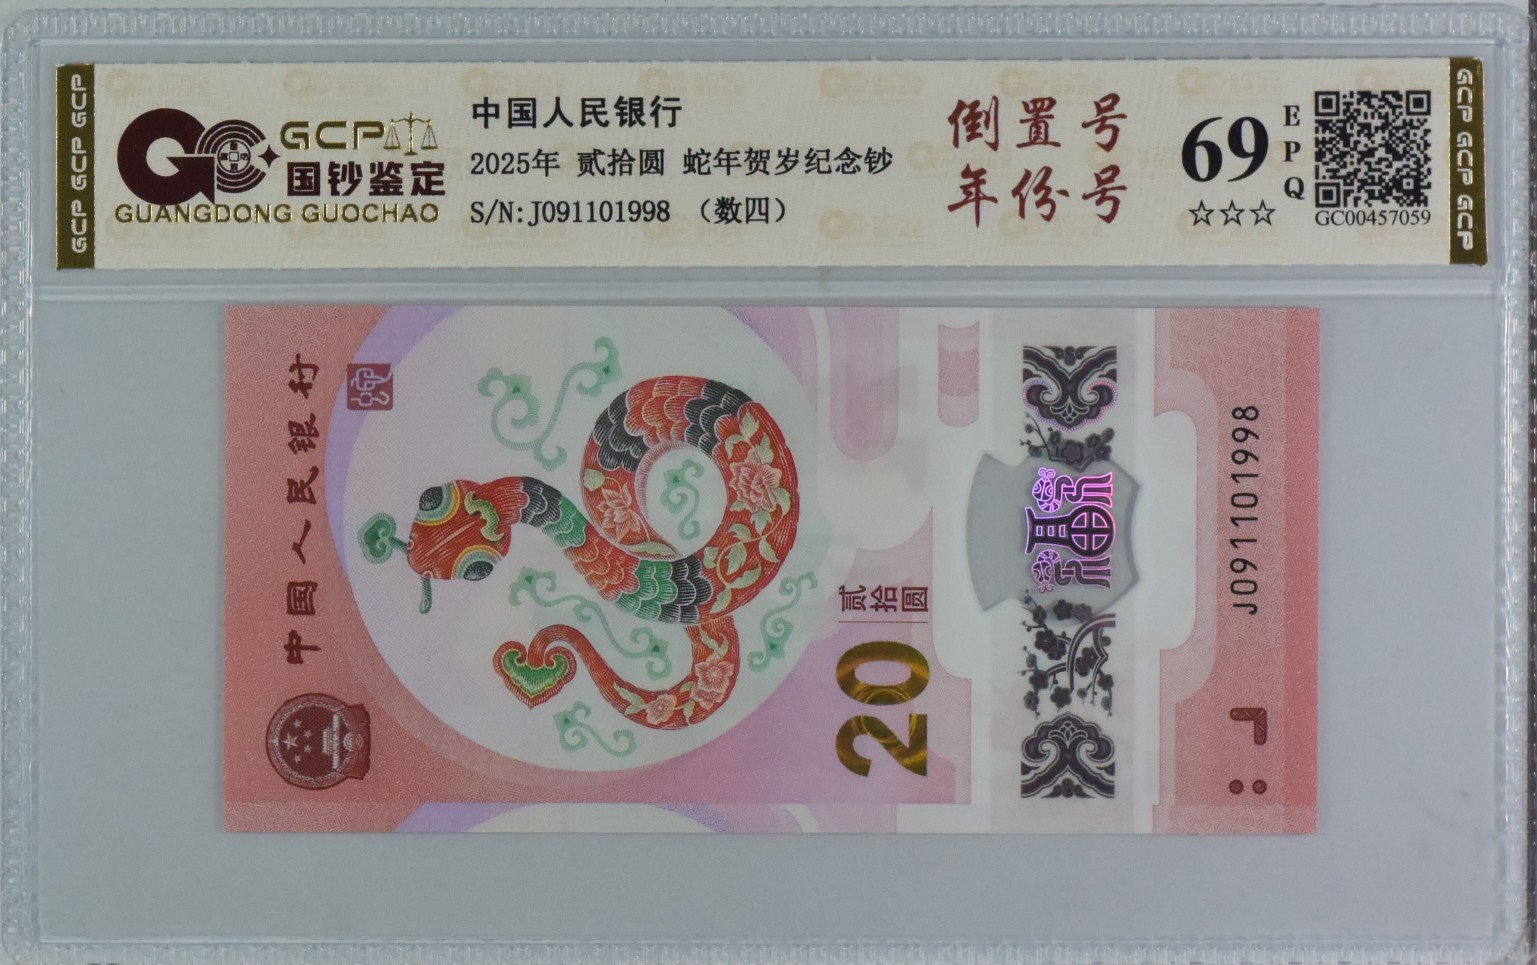 GCP GCP GCP
GCP
国钞鉴定
GUANGDONG GUOCHAO
中国人民银行
2025年 贰拾圆 蛇年贺岁纪念钞
S/N:J091101998 （数四）
倒置号
年份号
69
EPQ
☆☆☆
GC00457059
GCP GCP GCP
中国人民银行
贰拾圆
20
J091101998